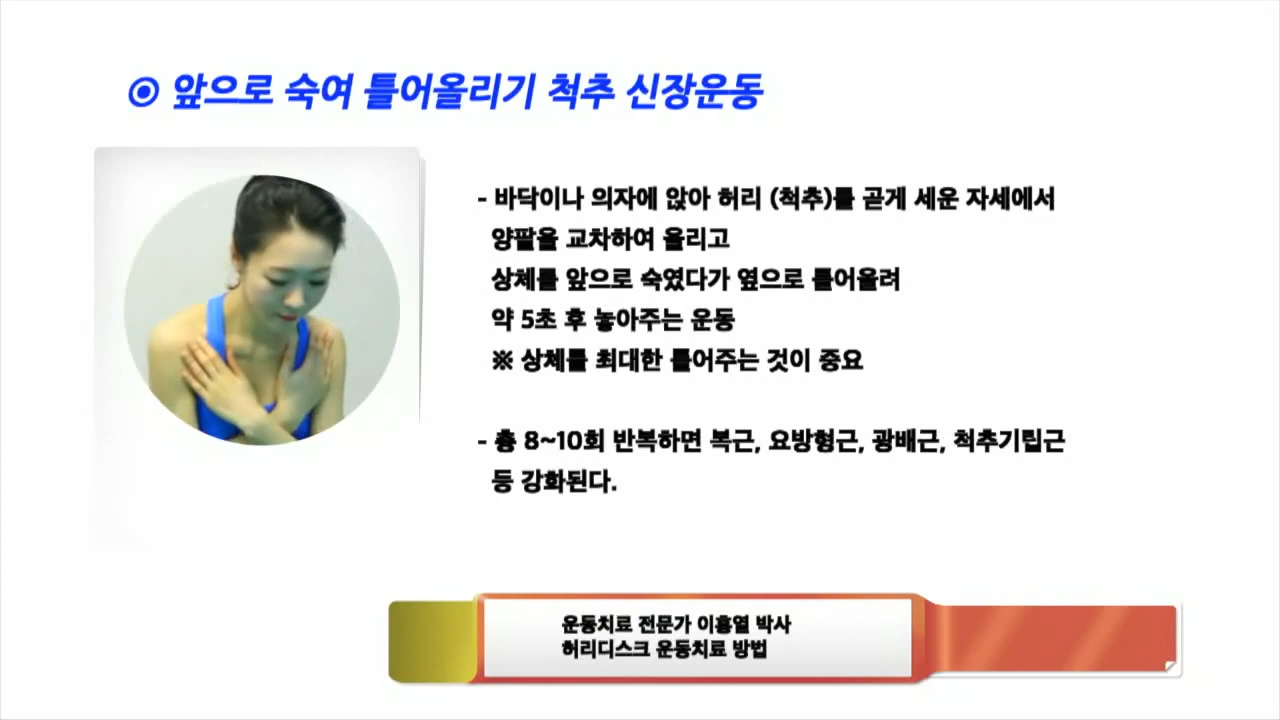 ◉ 앞으로 숙여 틀어올리기 척추 신장운동
- 바닥이나 의자에 앉아 허리 (척추)를 곧게 세운 자세에서
양팔을 교차하여 올리고
상체를 앞으로 숙였다가 옆으로 틀어올려
약 5초 후 놓아주는 운동
※ 상체를 최대한 틀어주는 것이 중요
- 총 8~10회 반복하면 복근, 요방형근, 광배근, 척추기립근
등 강화된다.
운동치료 전문가 이홍열 박사
허리디스크 운동치료 방법